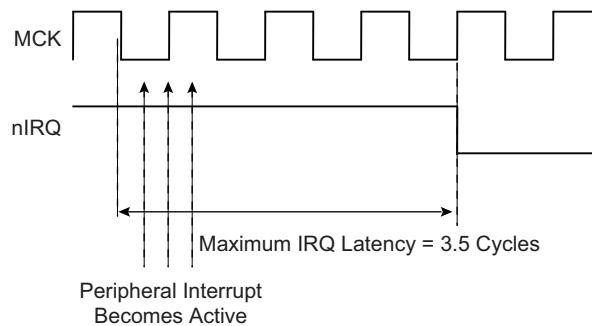 MCK
nIRQ
Maximum IRQ Latency = 3.5 Cycles
Peripheral Interrupt
Becomes Active